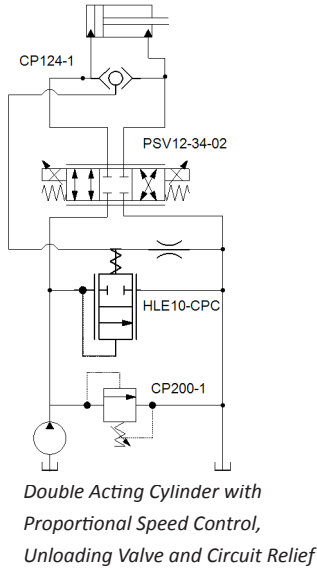 CP124-1
PSV12-34-02
HLE10-CPC
CP200-1
Double Acting Cylinder with
Proportional Speed Control,
Unloading Valve and Circuit Relief